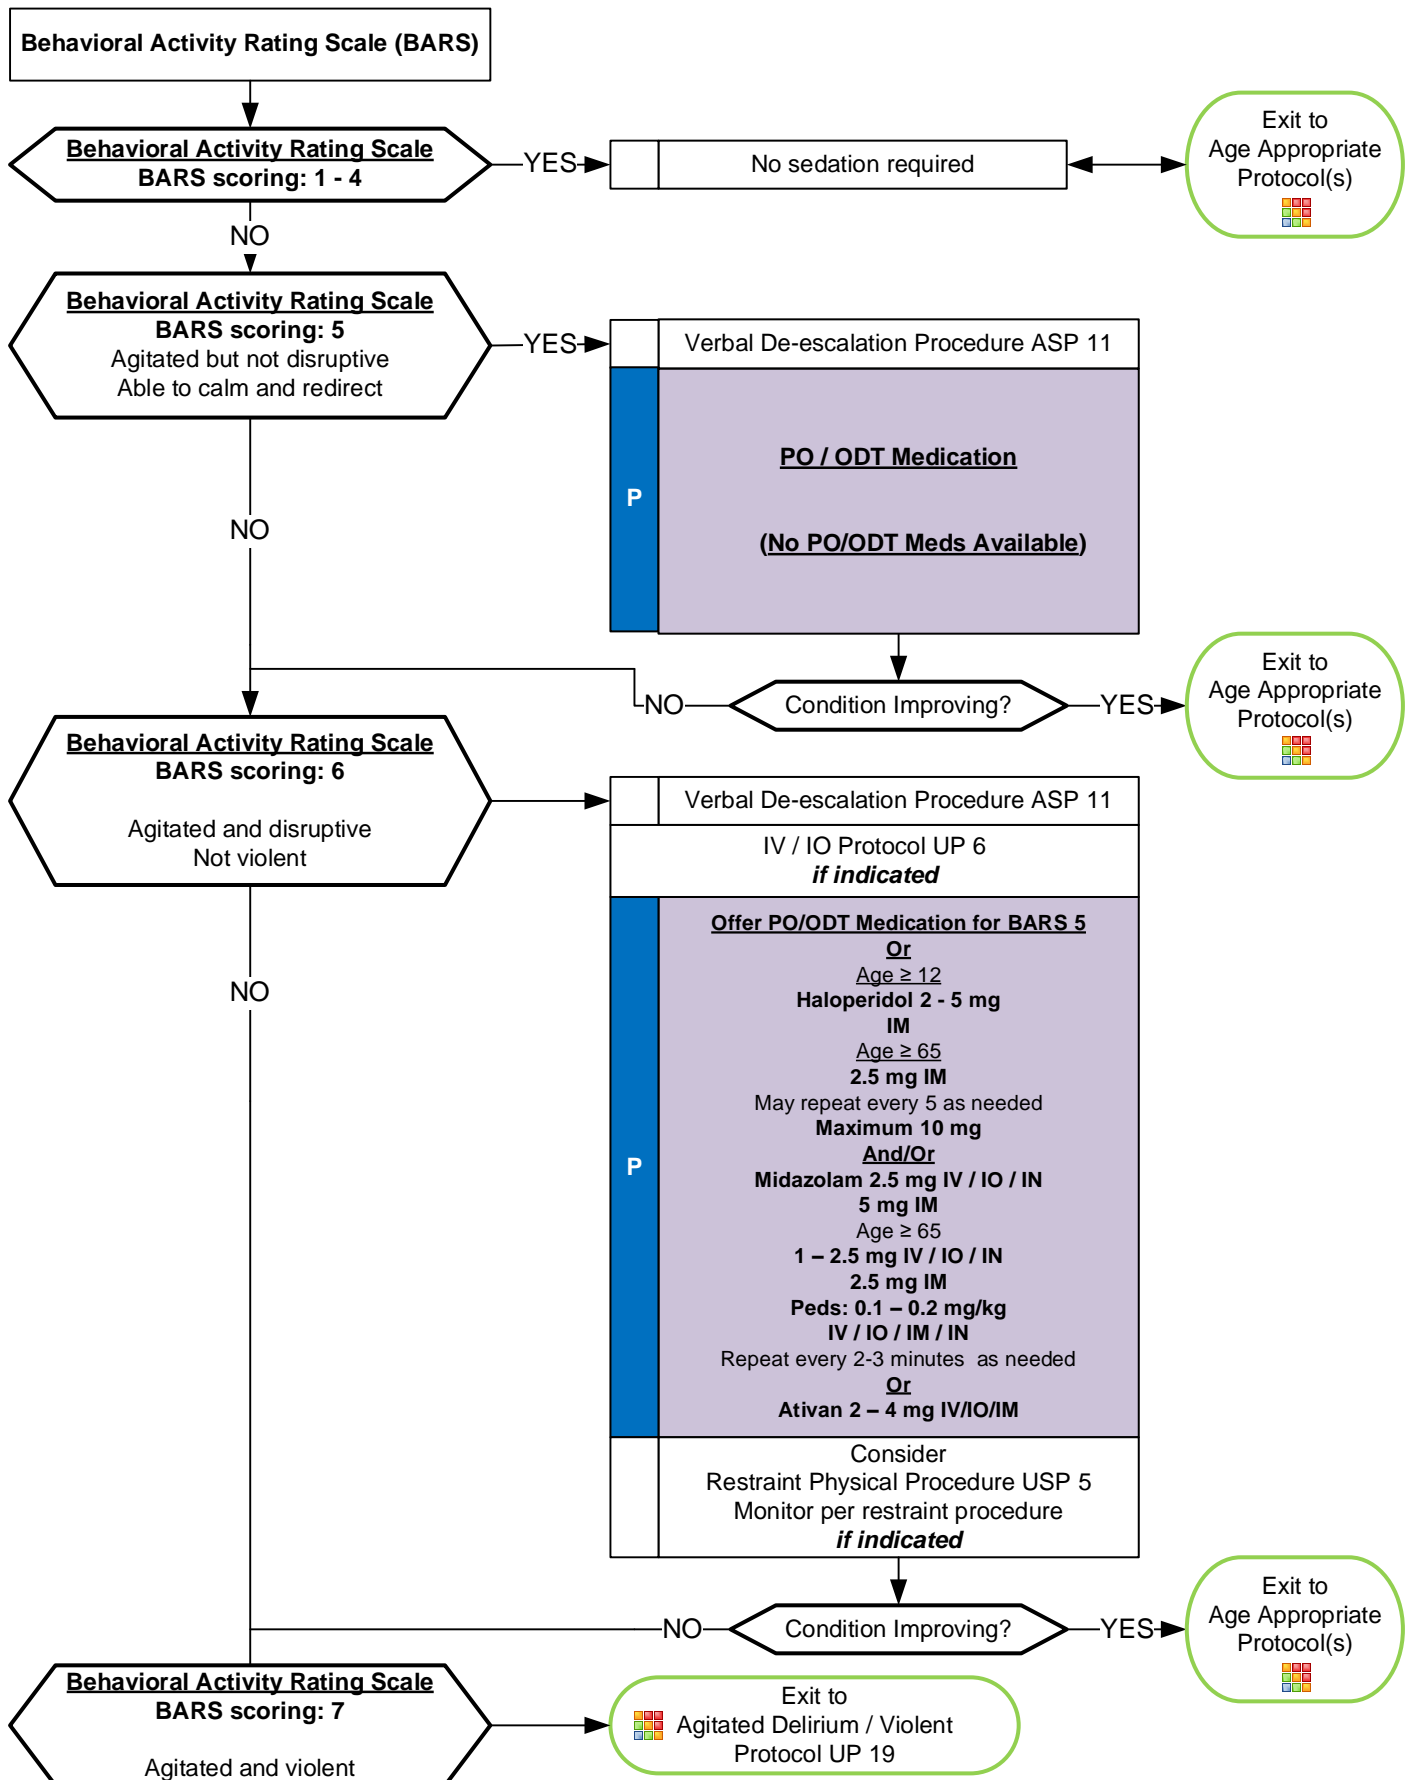 Behavioral Activity Rating Scale (BARS)
Behavioral Activity Rating Scale
BARS scoring: 1 - 4
YES
No sedation required
Exit to
Age Appropriate
Protocol(s)
NO
Behavioral Activity Rating Scale
BARS scoring: 5
Agitated but not disruptive
Able to calm and redirect
YES
Verbal De-escalation Procedure ASP 11
P
PO / ODT Medication
(No PO/ODT Meds Available)
NO
Condition Improving?
NO
YES
Exit to
Age Appropriate
Protocol(s)
Behavioral Activity Rating Scale
BARS scoring: 6
Agitated and disruptive
Not violent
Verbal De-escalation Procedure ASP 11
IV / IO Protocol UP 6
if indicated
P
Offer PO/ODT Medication for BARS 5
Or
Age ≥ 12
Haloperidol 2 - 5 mg
IM
Age ≥ 65
2.5 mg IM
May repeat every 5 as needed
Maximum 10 mg
And/Or
Midazolam 2.5 mg IV / IO / IN
5 mg IM
Age ≥ 65
1 – 2.5 mg IV / IO / IN
2.5 mg IM
Peds: 0.1 – 0.2 mg/kg
IV / IO / IM / IN
Repeat every 2-3 minutes as needed
Or
Ativan 2 – 4 mg IV/IO/IM
Consider
Restraint Physical Procedure USP 5
Monitor per restraint procedure
if indicated
NO
Condition Improving?
NO
YES
Exit to
Age Appropriate
Protocol(s)
Behavioral Activity Rating Scale
BARS scoring: 7
Agitated and violent
Exit to
Agitated Delirium / Violent
Protocol UP 19